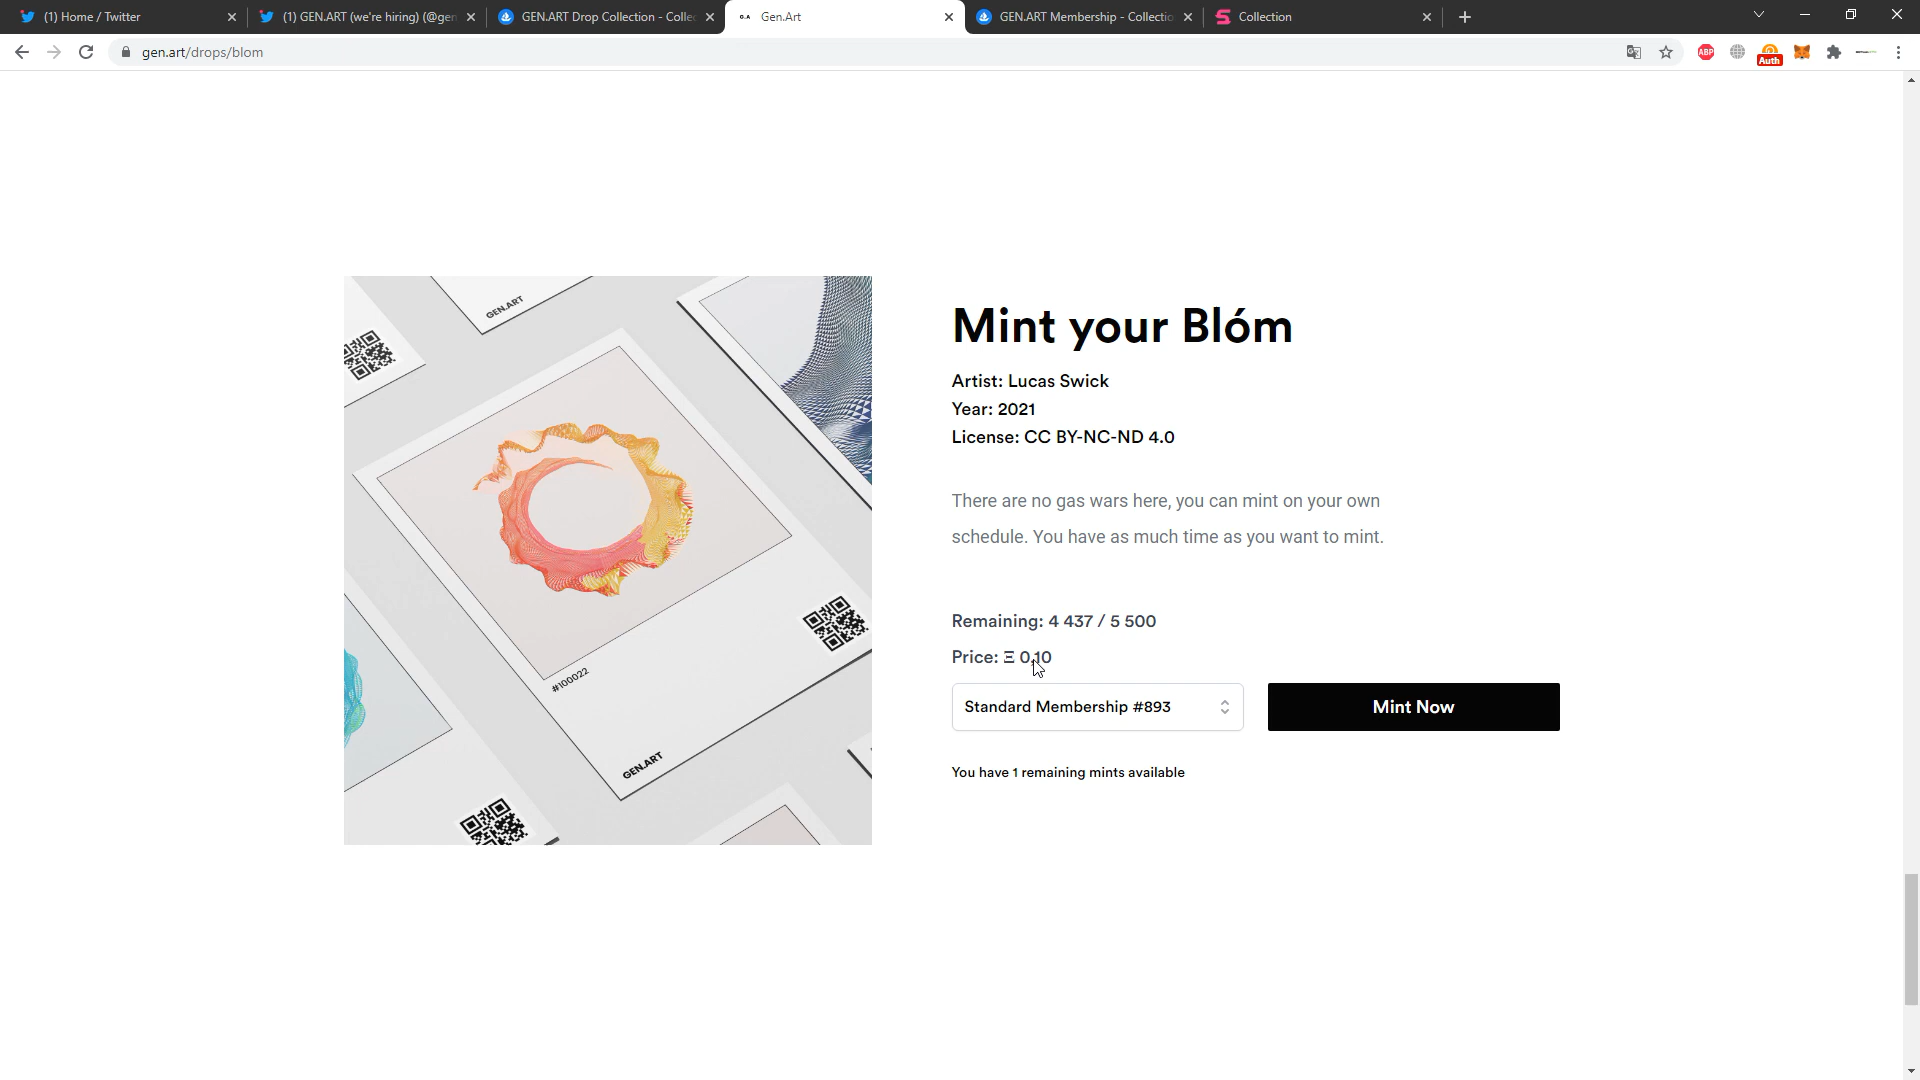 (1) Home / Twitter
(1) GEN.ART (we're hiring) (@gen
GEN.ART Drop Collection - Collec
G.A
Gen.Art
GEN.ART Membership - Collectio
Collection
gen.art/drops/blom
ABP
Auth
GEN.ART
#100022
GEN.ART
Mint your Blóm
Artist: Lucas Swick
Year: 2021
License: CC BY-NC-ND 4.0
There are no gas wars here, you can mint on your own
schedule. You have as much time as you want to mint.
Remaining: 4 437 / 5 500
Price: Ξ 0.10
Standard Membership #893
Mint Now
You have 1 remaining mints available